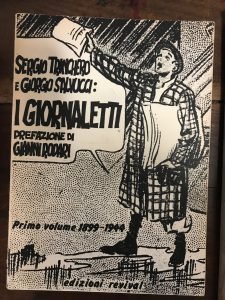 SERGIO TRINCHERO
E GIORGIO SALVUCCI:
I GIORNALETTI
PREFAZIONE DI
GIANNI RODARI
Primo volume 1899-1944
edizioni revival